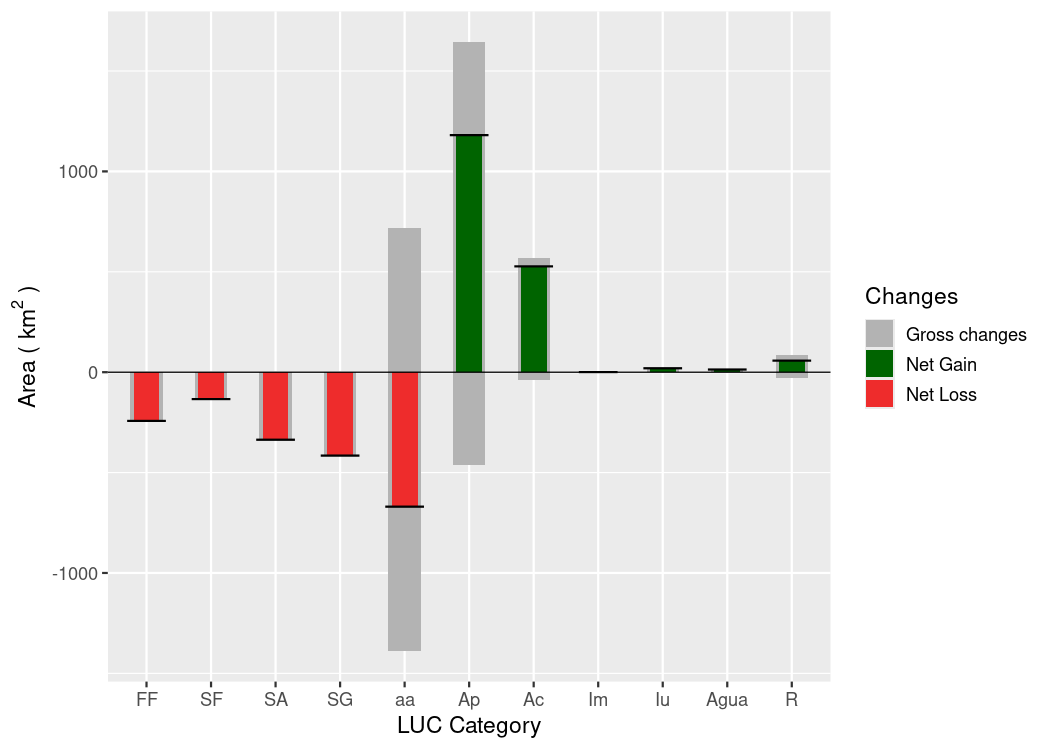 1000
0
-1000
Area ( km² )
FF SF SA SG aa Ap Ac Im Iu Agua R
LUC Category
Changes
Gross changes
Net Gain
Net Loss